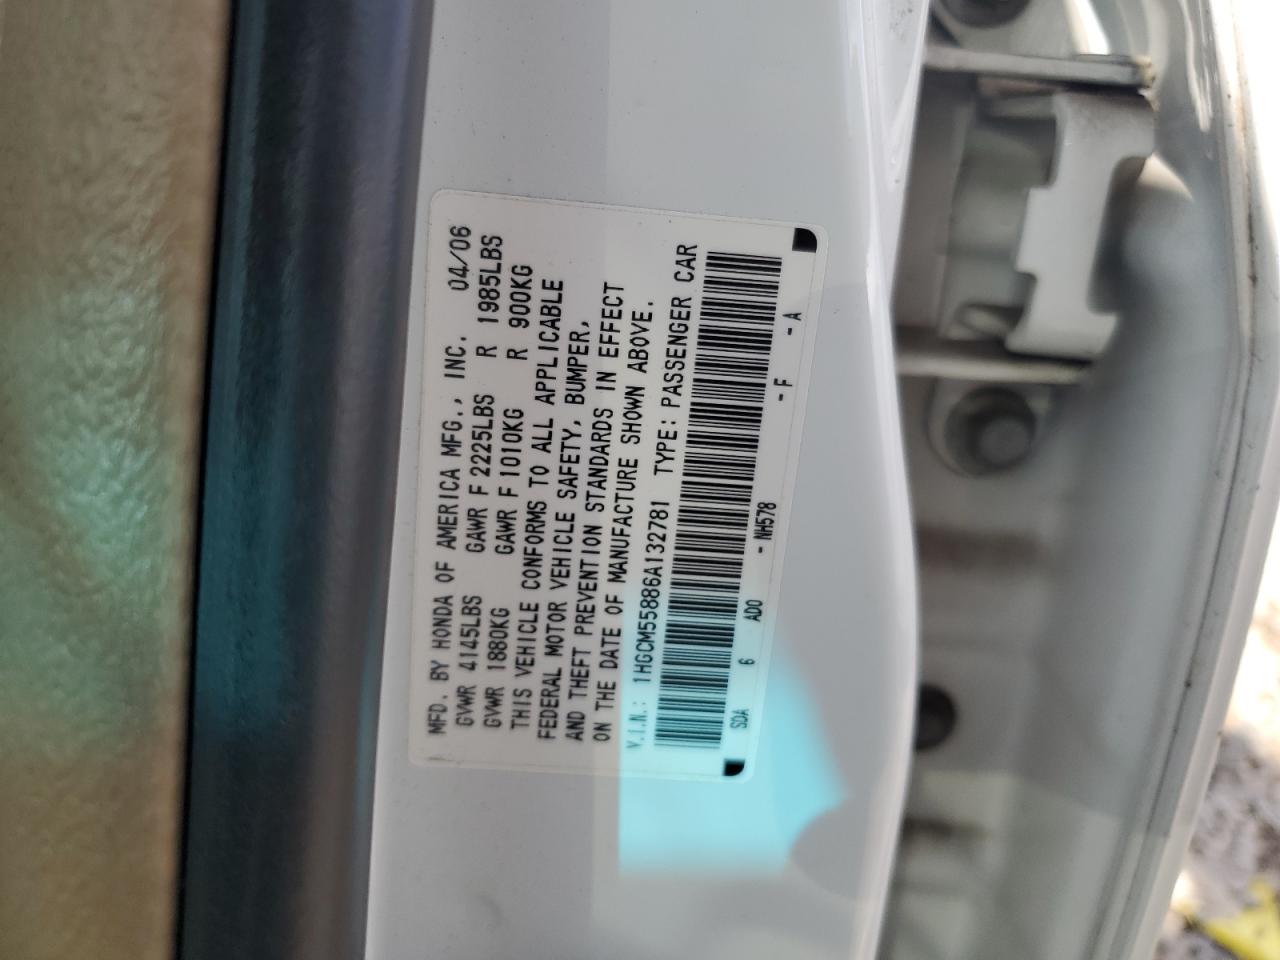 MFD. BY HONDA OF AMERICA MFG., INC. 04/06
GVWR 4145LBS GAWR F 2225LBS R 1985LBS
GVWR 1880KG GAWR F 1010KG R 900KG
THIS VEHICLE CONFORMS TO ALL APPLICABLE
FEDERAL MOTOR VEHICLE SAFETY, BUMPER,
AND THEFT PREVENTION STANDARDS IN EFFECT
ON THE DATE OF MANUFACTURE SHOWN ABOVE.
V.I.N.: 1HGCM55886A132781 TYPE: PASSENGER CAR
SDA 6 ADO - NH578 - F - A